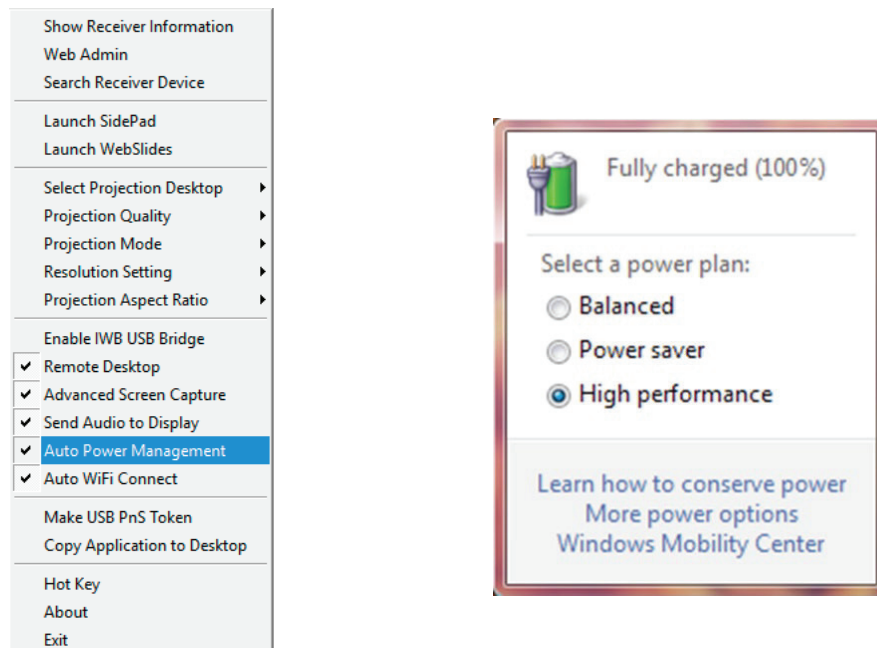 Show Receiver Information
Web Admin
Search Receiver Device
Launch SidePad
Launch WebSlides
Select Projection Desktop
Projection Quality
Projection Mode
Resolution Setting
Projection Aspect Ratio
Enable IWB USB Bridge
Remote Desktop
Advanced Screen Capture
Send Audio to Display
Auto Power Management
Auto WiFi Connect
Make USB PnS Token
Copy Application to Desktop
Hot Key
About
Exit
Fully charged (100%)
Select a power plan:
Balanced
Power saver
High performance
Learn how to conserve power
More power options
Windows Mobility Center